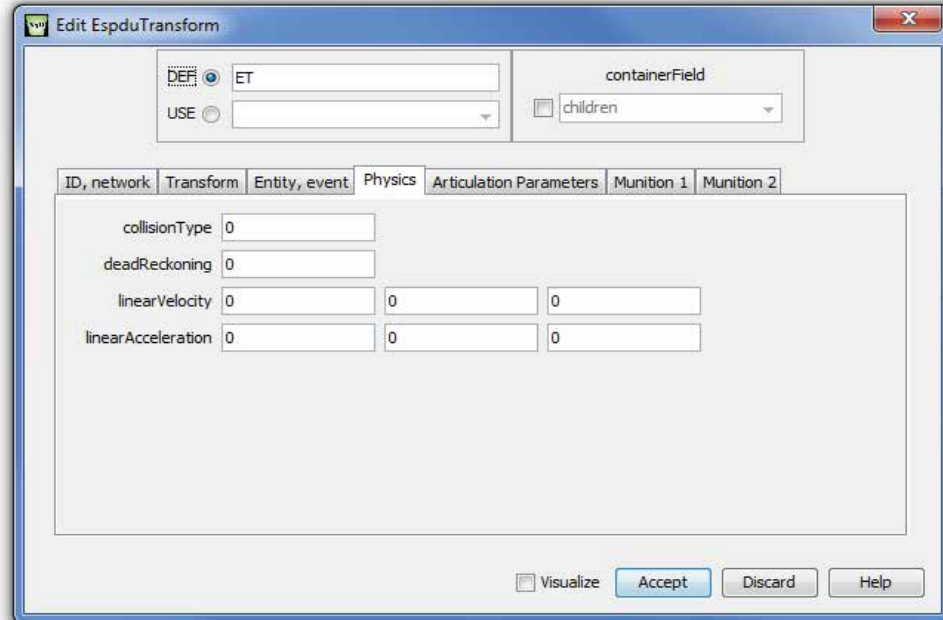 Edit EspduTransform
DEF ET
containerField
USE
children
ID, network Transform Entity, event Physics Articulation Parameters Munition 1 Munition 2
collisionType 0
deadReckoning 0
linearVelocity 0 0 0
linearAcceleration 0 0 0
Visualize Accept Discard Help